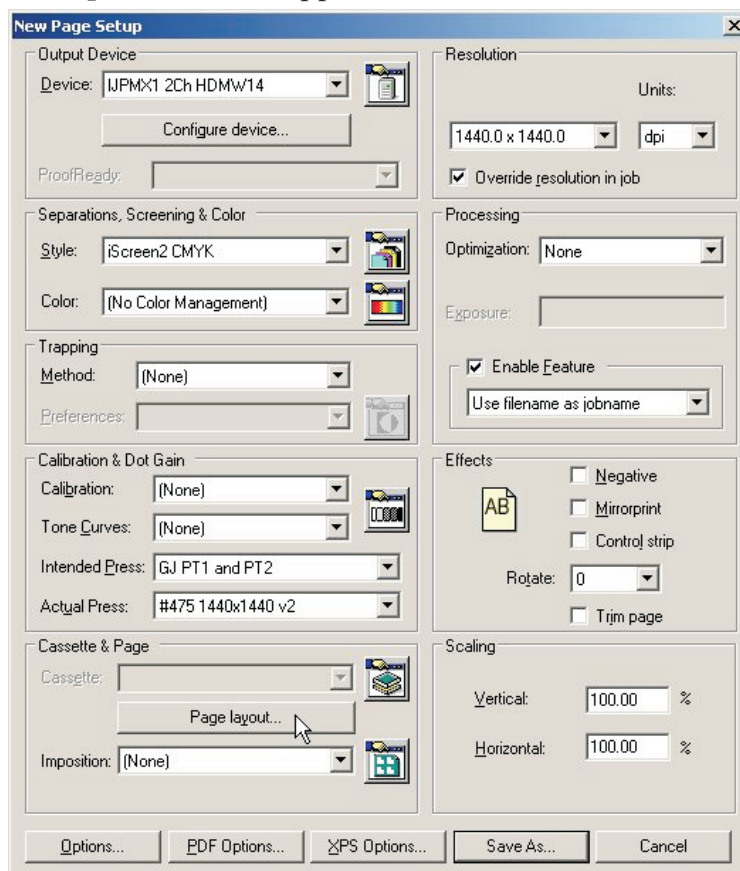 New Page Setup
Output Device
Device: IJPMX1 2Ch HDMW14
Configure device...
ProofReady:
Resolution
Units:
1440.0 x 1440.0 dpi
Override resolution in job
Separations, Screening & Color
Style: iScreen2 CMYK
Color: (No Color Management)
Processing
Optimization: None
Exposure:
Enable Feature
Use filename as jobname
Trapping
Method: (None)
Preferences:
Calibration & Dot Gain
Calibration: (None)
Tone Curves: (None)
Intended Press: GJ PT1 and PT2
Actual Press: #475 1440x1440 v2
Effects
AB
Negative
Mirrorprint
Control strip
Rotate: 0
Trim page
Cassette & Page
Cassette:
Page layout...
Imposition: (None)
Scaling
Vertical: 100.00 %
Horizontal: 100.00 %
Options... PDF Options... XPS Options... Save As... Cancel